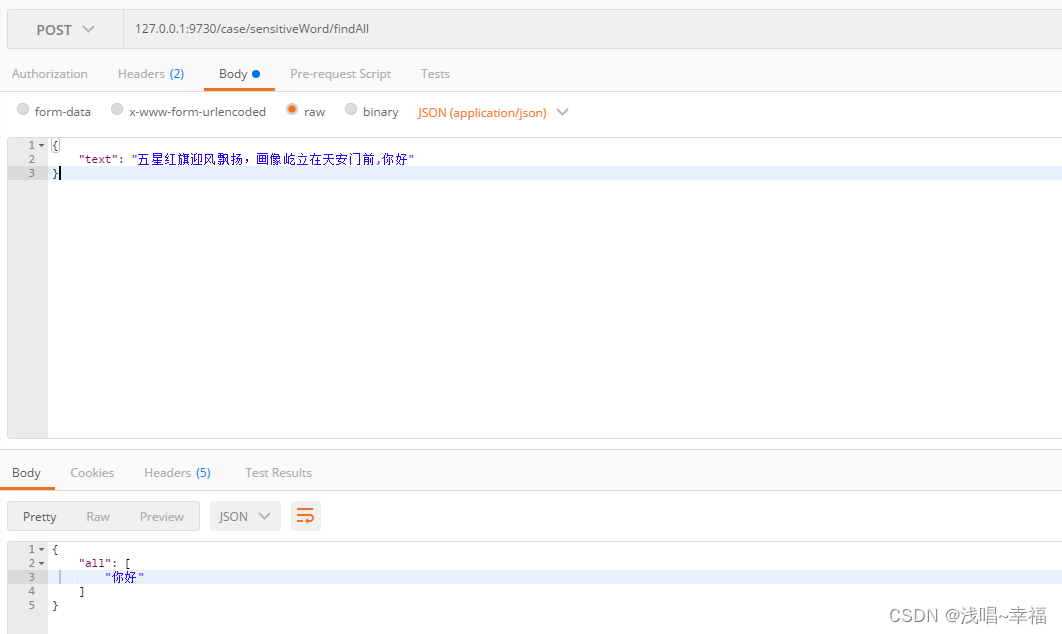 POST 127.0.0.1:9730/case/sensitiveWord/findAll
Authorization Headers (2) Body Pre-request Script Tests
form-data x-www-form-urlencoded raw binary JSON (application/json)
1 {
2 "text": "五星红旗迎风飘扬，画像屹立在天安门前,你好"
3 }
Body Cookies Headers (5) Test Results
Pretty Raw Preview JSON
1 {
2 "all": [
3 "你好"
4 ]
5 }
CSDN @浅唱~幸福